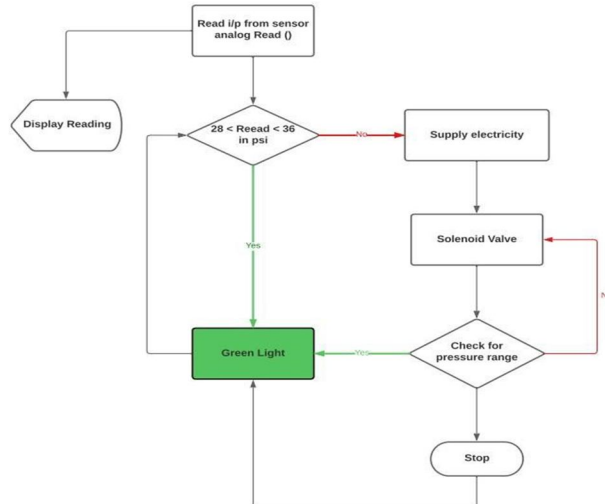 Read i/p from sensor
analog Read ()
Display Reading
28 < Reead < 36
in psi
No
Supply electricity
Yes
Solenoid Valve
Green Light
Yes
Check for
pressure range
N
Stop